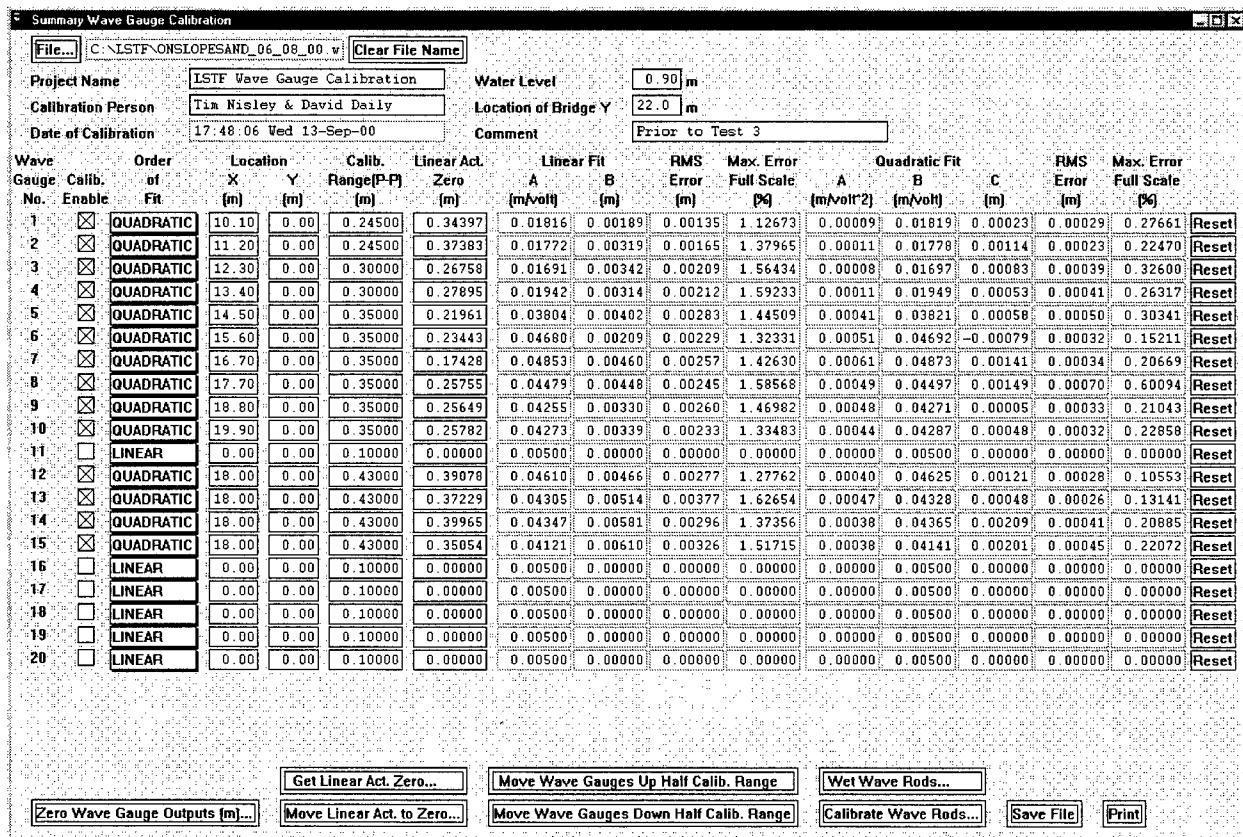 Summary Wave Gauge Calibration
File... C:\LSTF\ONSLOPESAND_06_08_00.w Clear File Name
Project Name LSTF Wave Gauge Calibration Water Level 0.90 m
Calibration Person Tim Nisley & David Daily Location of Bridge Y 22.0 m
Date of Calibration 17:48:06 Wed 13-Sep-00 Comment Prior to Test 3
Wave Order Location Calib. Linear Act. Linear Fit RMS Max. Error Quadratic Fit RMS Max. Error
Gauge Calib. of X Y Range(P-P) Zero A B Error Full Scale A B C Error Full Scale
No. Enable Fit (m) (m) (m) (m) (m/volt) (m) (m) (%) (m/volt^2) (m/volt) (m) (m) (%)
1 QUADRATIC 10.10 0.00 0.24500 0.34397 0.01816 0.00189 0.00135 1.12673 0.00009 0.01819 0.00023 0.00029 0.27661 Reset
2 QUADRATIC 11.20 0.00 0.24500 0.37383 0.01772 0.00319 0.00165 1.37965 0.00011 0.01778 0.00114 0.00023 0.22470 Reset
3 QUADRATIC 12.30 0.00 0.30000 0.26758 0.01691 0.00342 0.00209 1.56434 0.00008 0.01697 0.00083 0.00039 0.32600 Reset
4 QUADRATIC 13.40 0.00 0.30000 0.27895 0.01942 0.00314 0.00212 1.59233 0.00011 0.01949 0.00053 0.00041 0.26317 Reset
5 QUADRATIC 14.50 0.00 0.35000 0.21961 0.03804 0.00402 0.00283 1.44509 0.00041 0.03821 0.00058 0.00050 0.30341 Reset
6 QUADRATIC 15.60 0.00 0.35000 0.23443 0.04680 0.00209 0.00229 1.32331 0.00051 0.04692 -0.00079 0.00032 0.15211 Reset
7 QUADRATIC 16.70 0.00 0.35000 0.17428 0.04853 0.00460 0.00257 1.42630 0.00061 0.04873 0.00141 0.00034 0.20669 Reset
8 QUADRATIC 17.70 0.00 0.35000 0.25755 0.04479 0.00448 0.00245 1.58568 0.00049 0.04497 0.00149 0.00070 0.60094 Reset
9 QUADRATIC 18.80 0.00 0.35000 0.25649 0.04255 0.00330 0.00260 1.46982 0.00048 0.04271 0.00005 0.00033 0.21043 Reset
10 QUADRATIC 19.90 0.00 0.35000 0.25782 0.04273 0.00339 0.00233 1.33483 0.00044 0.04287 0.00048 0.00032 0.22858 Reset
11 LINEAR 0.00 0.00 0.10000 0.00000 0.00500 0.00000 0.00000 0.00000 0.00000 0.00500 0.00000 0.00000 0.00000 Reset
12 QUADRATIC 18.00 0.00 0.43000 0.39078 0.04610 0.00466 0.00277 1.27762 0.00040 0.04625 0.00121 0.00028 0.10553 Reset
13 QUADRATIC 18.00 0.00 0.43000 0.37229 0.04305 0.00514 0.00377 1.62654 0.00047 0.04328 0.00048 0.00026 0.13141 Reset
14 QUADRATIC 18.00 0.00 0.43000 0.39965 0.04347 0.00581 0.00296 1.37356 0.00038 0.04365 0.00209 0.00041 0.20885 Reset
15 QUADRATIC 18.00 0.00 0.43000 0.35054 0.04121 0.00610 0.00326 1.51715 0.00038 0.04141 0.00201 0.00045 0.22072 Reset
16 LINEAR 0.00 0.00 0.10000 0.00000 0.00500 0.00000 0.00000 0.00000 0.00000 0.00500 0.00000 0.00000 0.00000 Reset
17 LINEAR 0.00 0.00 0.10000 0.00000 0.00500 0.00000 0.00000 0.00000 0.00000 0.00500 0.00000 0.00000 0.00000 Reset
18 LINEAR 0.00 0.00 0.10000 0.00000 0.00500 0.00000 0.00000 0.00000 0.00000 0.00500 0.00000 0.00000 0.00000 Reset
19 LINEAR 0.00 0.00 0.10000 0.00000 0.00500 0.00000 0.00000 0.00000 0.00000 0.00500 0.00000 0.00000 0.00000 Reset
20 LINEAR 0.00 0.00 0.10000 0.00000 0.00500 0.00000 0.00000 0.00000 0.00000 0.00500 0.00000 0.00000 0.00000 Reset
Get Linear Act. Zero... Move Wave Gauges Up Half Calib. Range Wet Wave Rods...
Zero Wave Gauge Outputs (m)... Move Linear Act. to Zero... Move Wave Gauges Down Half Calib. Range Calibrate Wave Rods... Save File Print